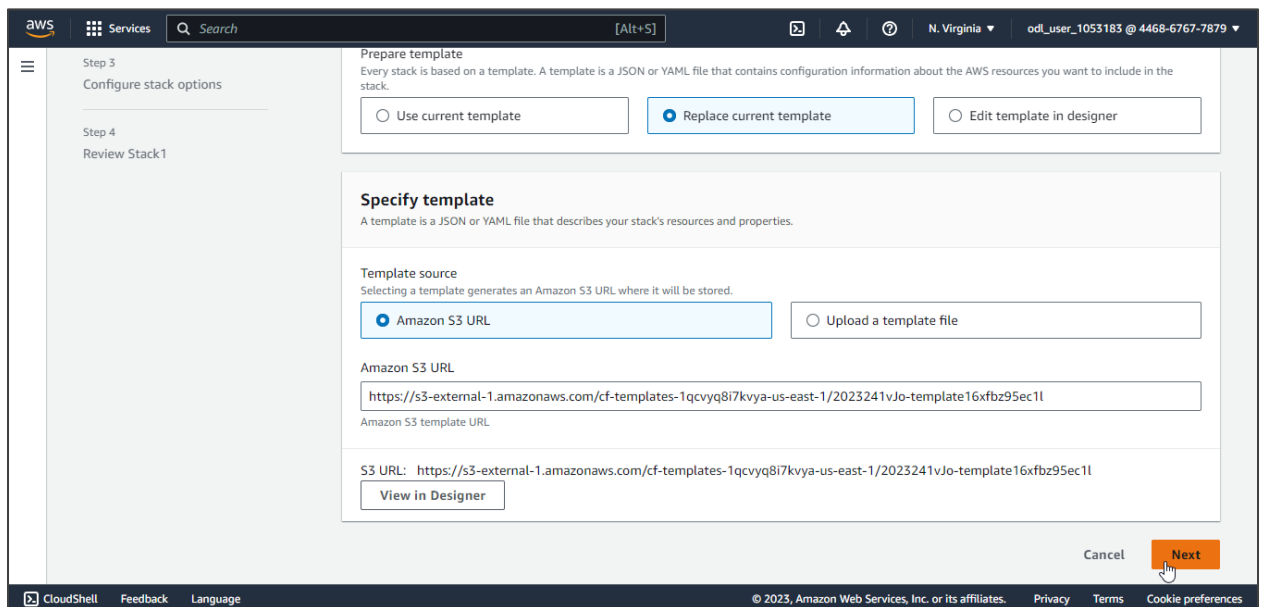 aws
Services
Search
[Alt+S]
N. Virginia
odl_user_1053183 @ 4468-6767-7879
Step 3
Configure stack options
Step 4
Review Stack1
Prepare template
Every stack is based on a template. A template is a JSON or YAML file that contains configuration information about the AWS resources you want to include in the
stack.
Use current template
Replace current template
Edit template in designer
Specify template
A template is a JSON or YAML file that describes your stack's resources and properties.
Template source
Selecting a template generates an Amazon S3 URL where it will be stored.
Amazon S3 URL
Upload a template file
Amazon S3 URL
https://s3-external-1.amazonaws.com/cf-templates-1qcvyq8i7kvya-us-east-1/2023241vJo-template16xfbz95ec1l
Amazon S3 template URL
S3 URL: https://s3-external-1.amazonaws.com/cf-templates-1qcvyq8i7kvya-us-east-1/2023241vJo-template16xfbz95ec1l
View in Designer
Cancel
Next
CloudShell
Feedback
Language
© 2023, Amazon Web Services, Inc. or its affiliates.
Privacy
Terms
Cookie preferences